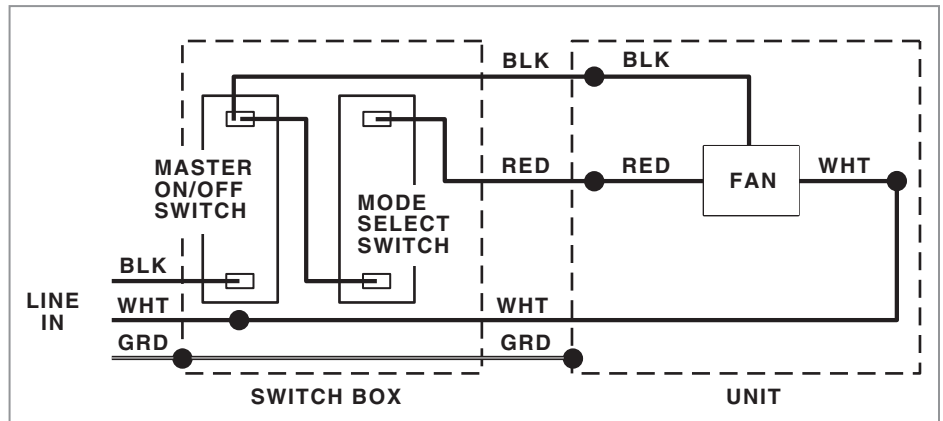 BLK BLK
MASTER
ON/OFF
SWITCH
MODE
SELECT
SWITCH
RED RED
FAN
WHT
BLK
LINE
IN
WHT WHT
GRD GRD
SWITCH BOX
UNIT